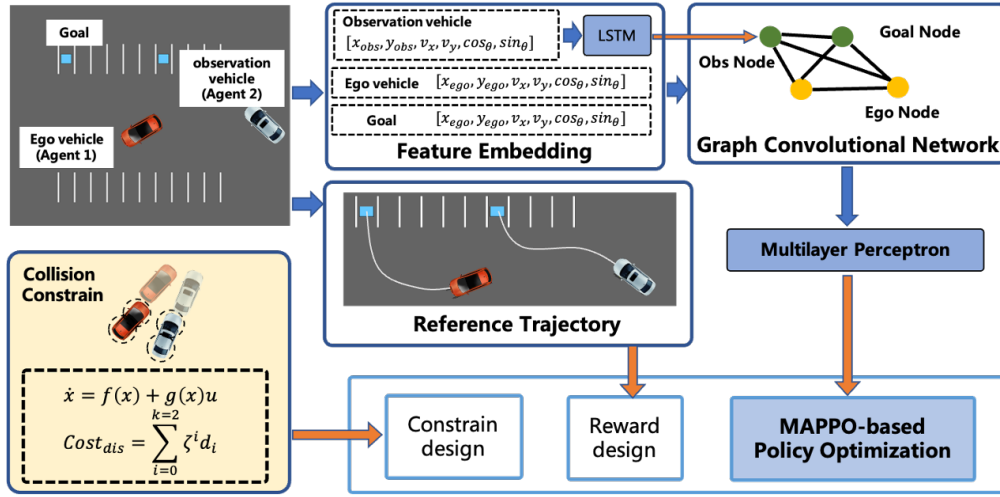 Goal
observation
vehicle
(Agent 2)
Ego vehicle
(Agent 1)
Observation vehicle
[x_obs, y_obs, v_x, v_y, cos_θ, sin_θ]
LSTM
Ego vehicle [x_ego, y_ego, v_x, v_y, cos_θ, sin_θ]
Goal [x_ego, y_ego, v_x, v_y, cos_θ, sin_θ]
Feature Embedding
Goal Node
Obs Node
Ego Node
Graph Convolutional Network
Multilayer Perceptron
Reference Trajectory
Collision
Constrain
ẋ = f(x) + g(x)u
Cost_dis = ∑_{i=0}^{k=2} ζ^i d_i
Constrain
design
Reward
design
MAPPO-based
Policy Optimization